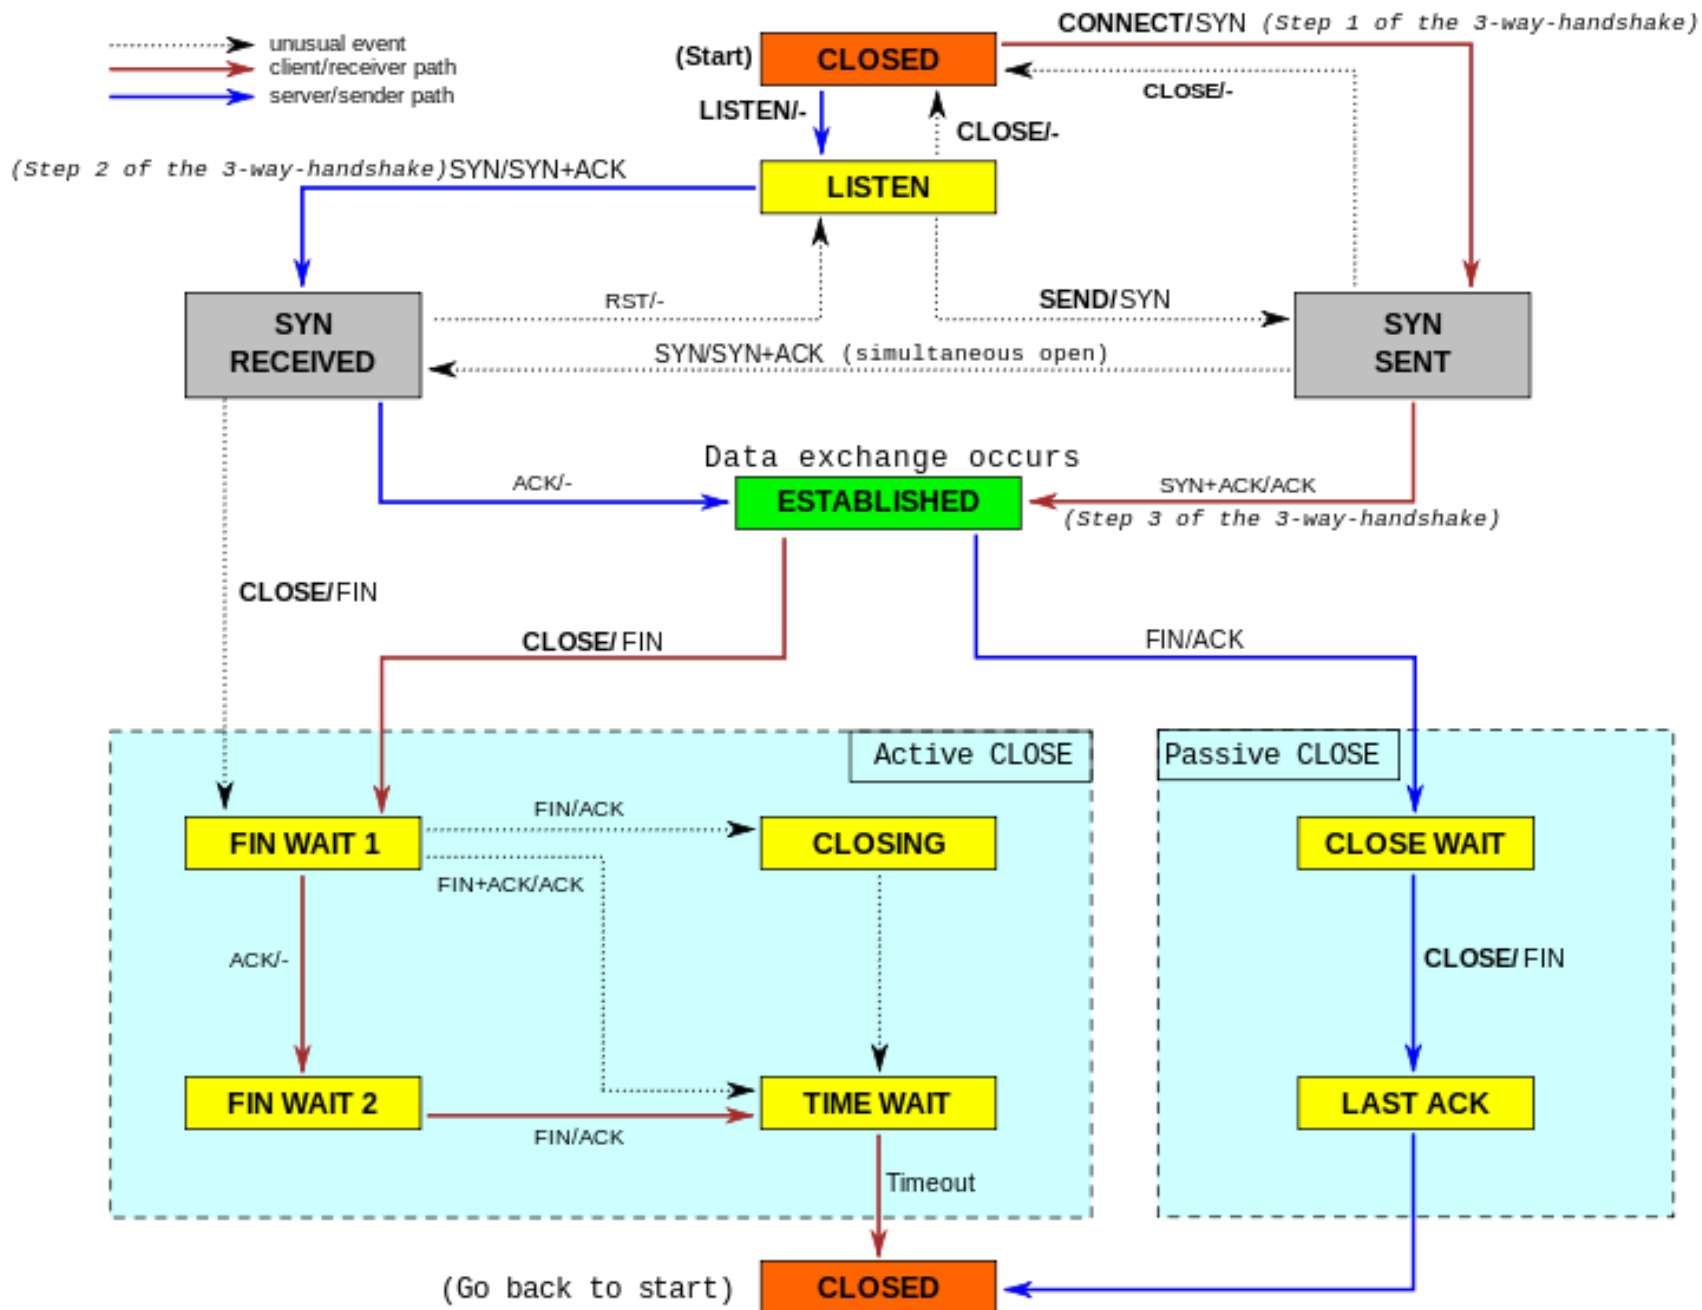 CONNECT/SYN (Step 1 of the 3-way-handshake)
unusual event
client/receiver path
server/sender path
(Start)
CLOSED
CLOSE/-
LISTEN/-
CLOSE/-
(Step 2 of the 3-way-handshake) SYN/SYN+ACK
LISTEN
RST/-
SEND/SYN
SYN
RECEIVED
SYN
SENT
SYN/SYN+ACK (simultaneous open)
Data exchange occurs
ACK/-
ESTABLISHED
SYN+ACK/ACK
(Step 3 of the 3-way-handshake)
CLOSE/FIN
CLOSE/ FIN
FIN/ACK
Active CLOSE
Passive CLOSE
FIN WAIT 1
FIN/ACK
CLOSING
CLOSE WAIT
FIN+ACK/ACK
ACK/-
CLOSE/ FIN
FIN WAIT 2
FIN/ACK
TIME WAIT
LAST ACK
Timeout
(Go back to start)
CLOSED